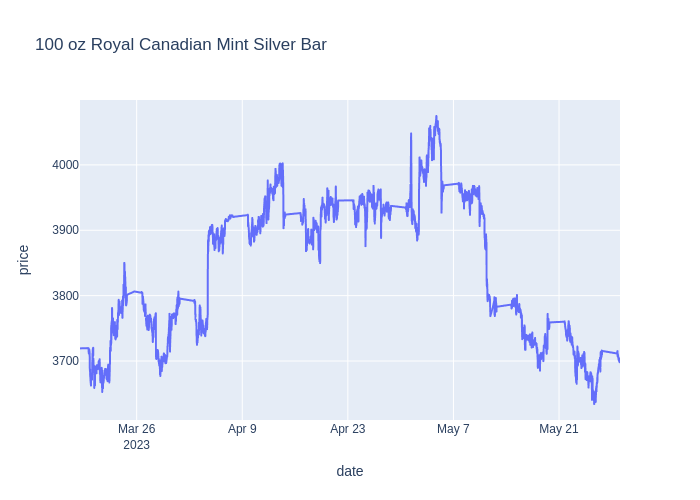 100 oz Royal Canadian Mint Silver Bar
price
4000
3900
3800
3700
Mar 26
2023
Apr 9
Apr 23
May 7
May 21
date